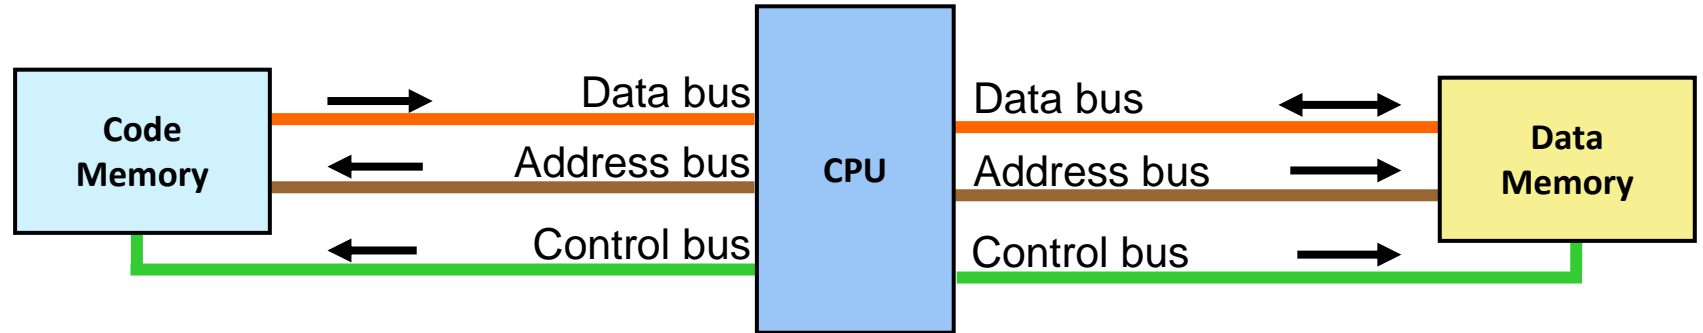 Code
Memory
Data bus
Address bus
Control bus
CPU
Data bus
Address bus
Control bus
Data
Memory